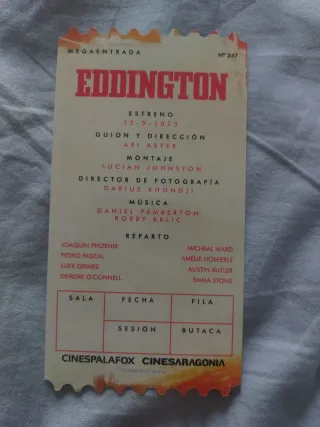 MEGAENTRADA
Nº 247
EDDINGTON
ESTRENO
12-9-2025
GUION Y DIRECCIÓN
ARI ASTER
MONTAJE
LUCIAN JOHNSTON
DIRECTOR DE FOTOGRAFÍA
DARIUS KHONDJI
MÚSICA
DANIEL PEMBERTON
BOBBY KRLIC
REPARTO
JOAQUIN PHOENIX
PEDRO PASCAL
LUKE GRIMES
DEIRDRE O'CONNELL
MICHEAL WARD
AMÉLIE HOEFERLE
AUSTIN BUTLER
EMMA STONE
SALA
FECHA
FILA
SESIÓN
BUTACA
CINESPALAFOX CINESARAGONIA